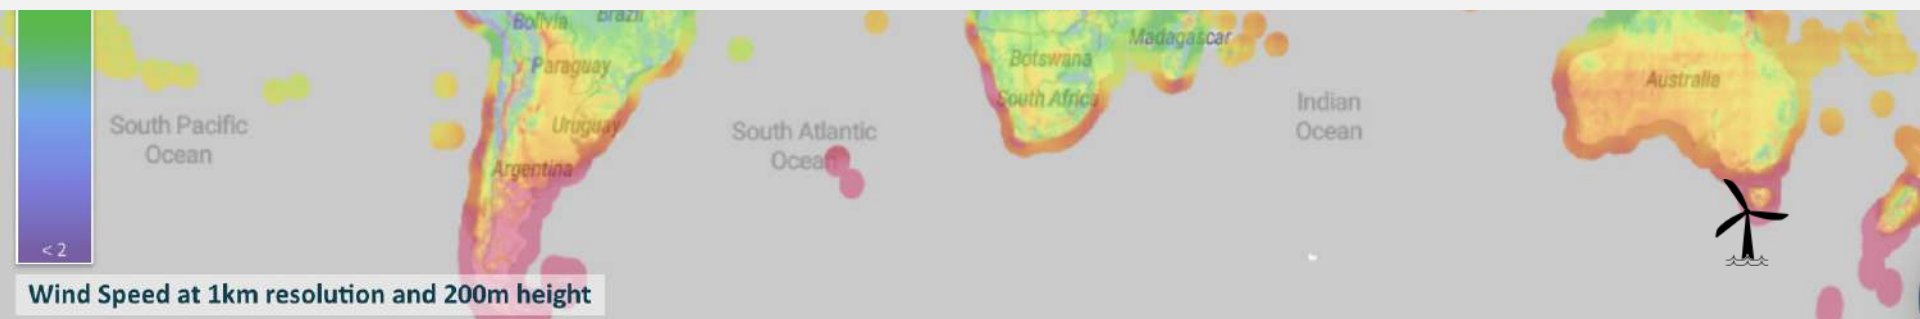 Bolivia
Brazil
Madagascar
Botswana
Paraguay
Australia
South Africa
Indian
Ocean
South Pacific
Ocean
Uruguay
South Atlantic
Ocean
Argentina
< 2
Wind Speed at 1km resolution and 200m height